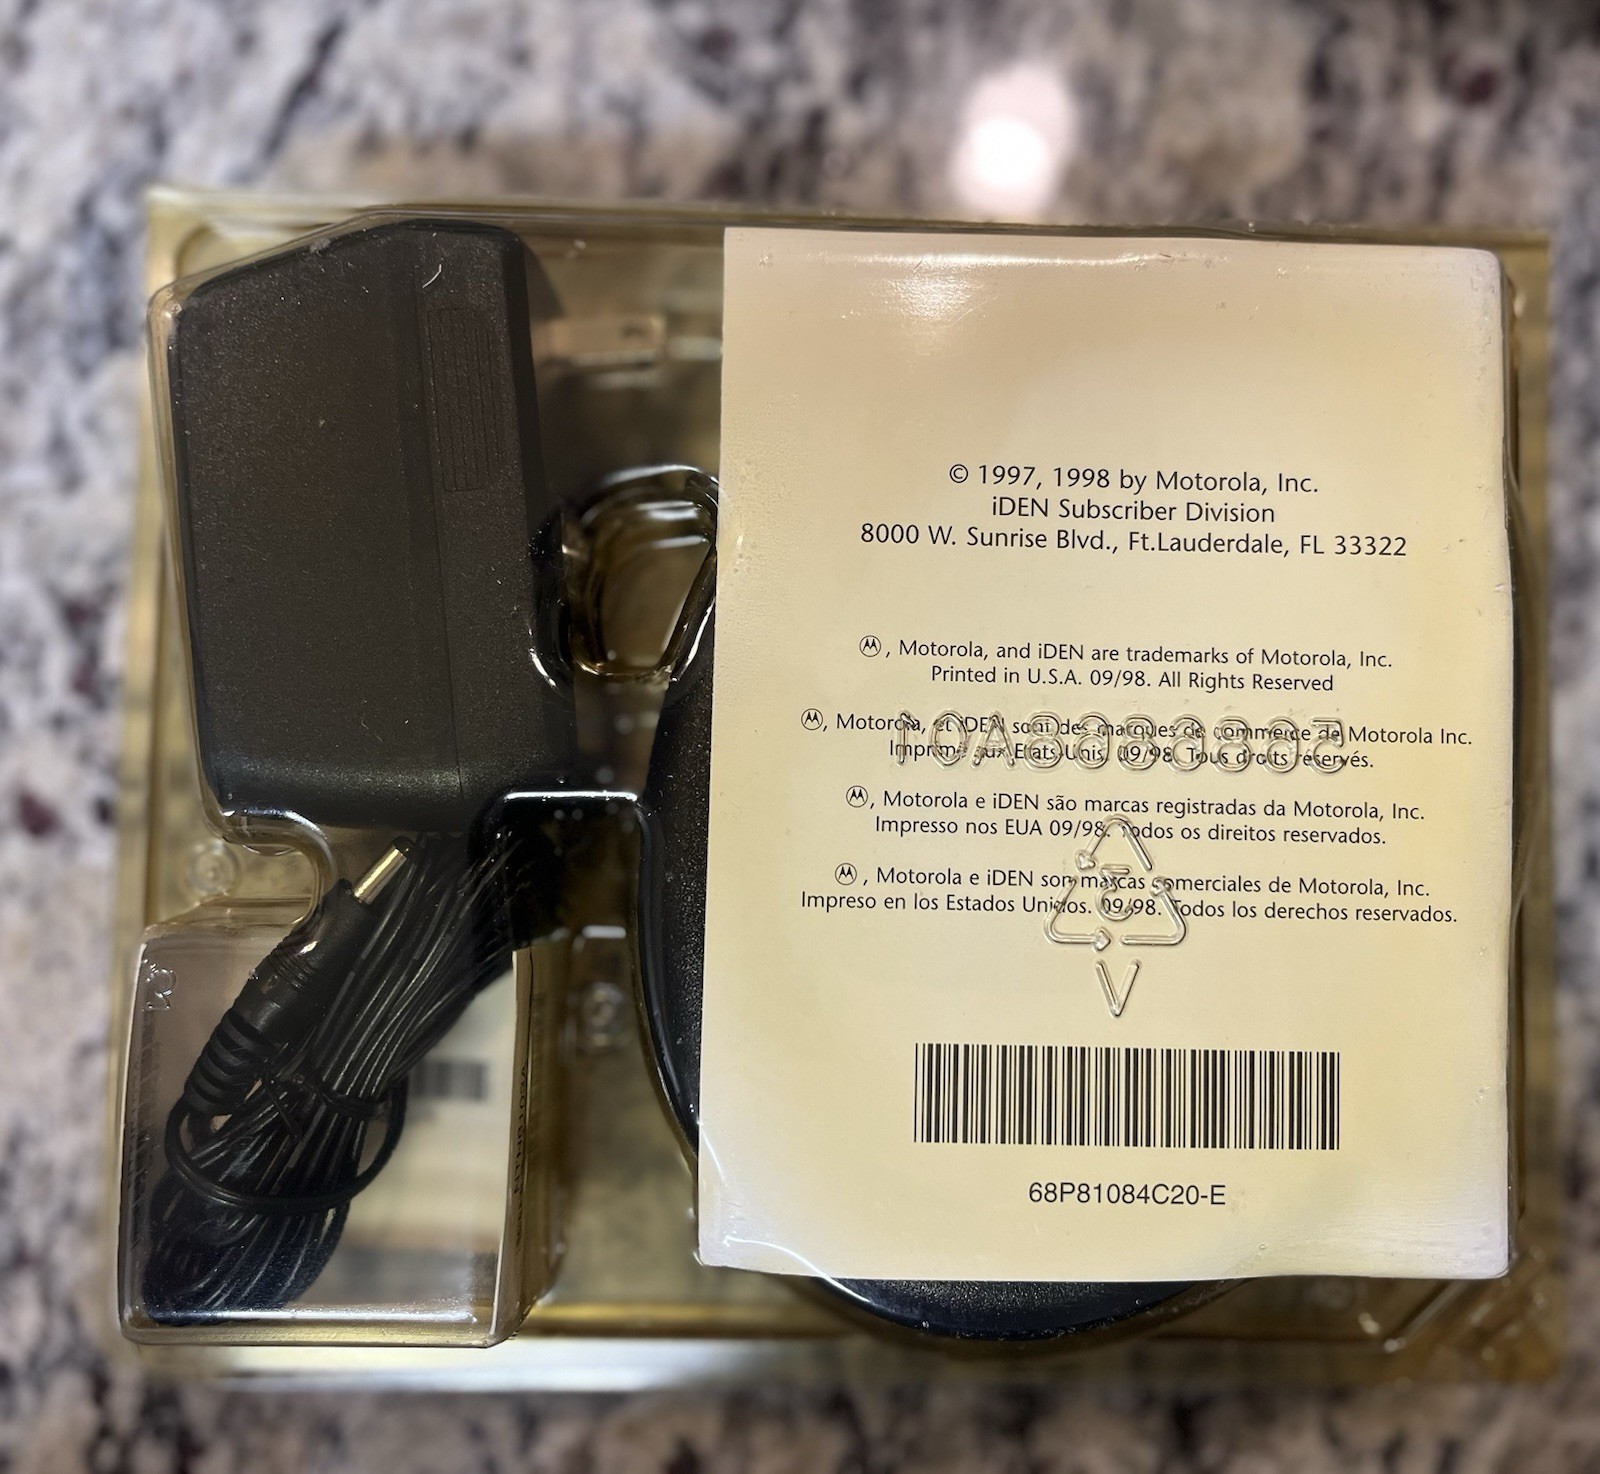 © 1997, 1998 by Motorola, Inc.
iDEN Subscriber Division
8000 W. Sunrise Blvd., Ft.Lauderdale, FL 33322
, Motorola, and iDEN are trademarks of Motorola, Inc.
Printed in U.S.A. 09/98. All Rights Reserved
, Motorola, et iDEN sont des marques de commerce de Motorola Inc.
Imprimé aux Etats-Unis 09/98. Tous droits réservés.
, Motorola e iDEN são marcas registradas da Motorola, Inc.
Impresso nos EUA 09/98. Todos os direitos reservados.
, Motorola e iDEN son marcas comerciales de Motorola, Inc.
Impreso en los Estados Unidos. 09/98. Todos los derechos reservados.
3
V
68P81084C20-E